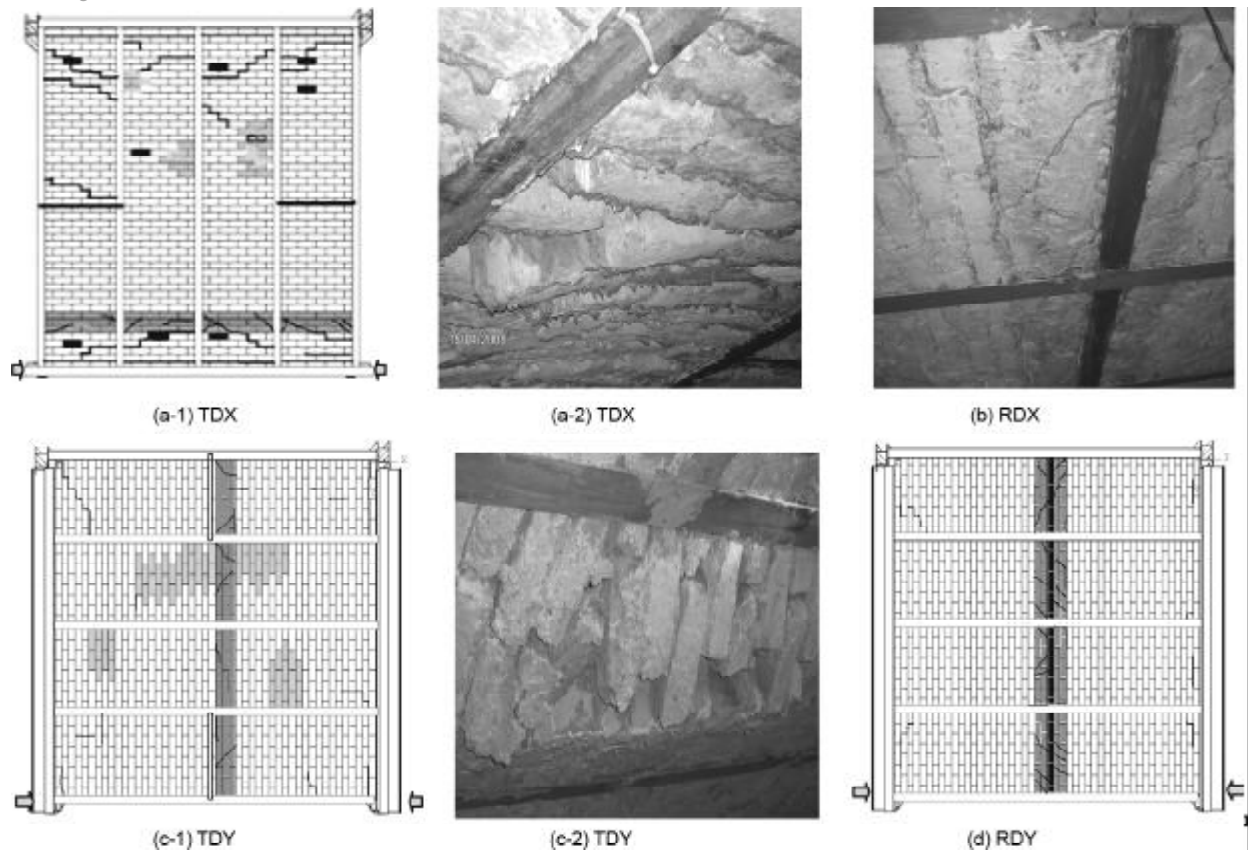 (a-1) TDX
(a-2) TDX
(b) RDX
(c-1) TDY
(c-2) TDY
(d) RDY